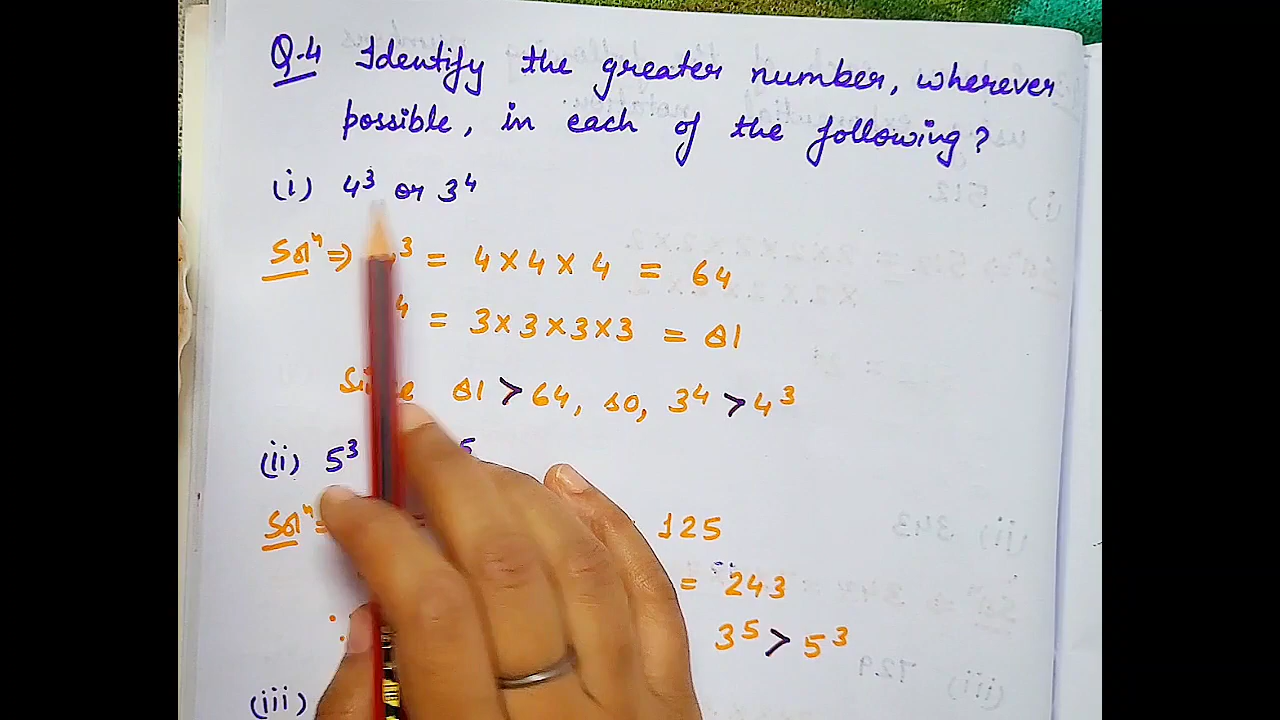 Q.4 Identify the greater number, wherever
possible, in each of the following?
(i) 4³ or 3⁴
Solⁿ ⇒ ³ = 4 × 4 × 4 = 64
⁴ = 3 × 3 × 3 × 3 = 81
81 > 64, so, 3⁴ > 4³
(ii) 5³ ⁵
Solⁿ 125
= 243
3⁵ > 5³
(iii)